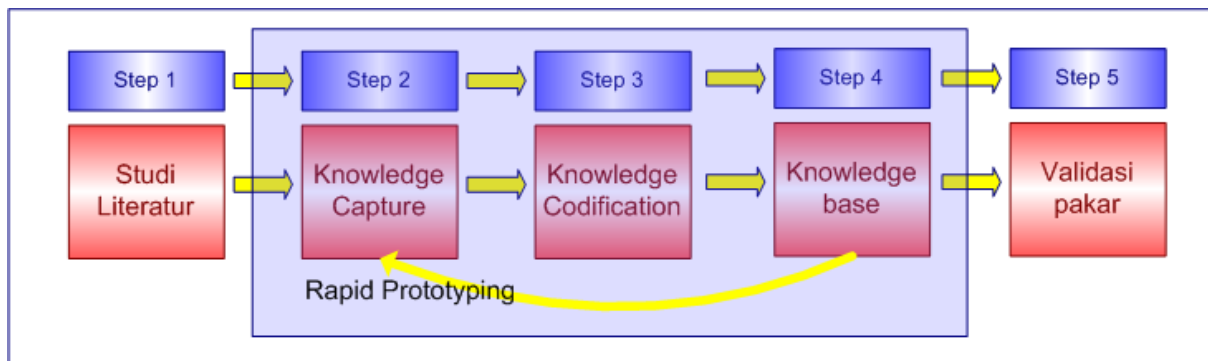 Step 1
Step 2
Step 3
Step 4
Step 5
Studi
Literatur
Knowledge
Capture
Knowledge
Codification
Knowledge
base
Validasi
pakar
Rapid Prototyping